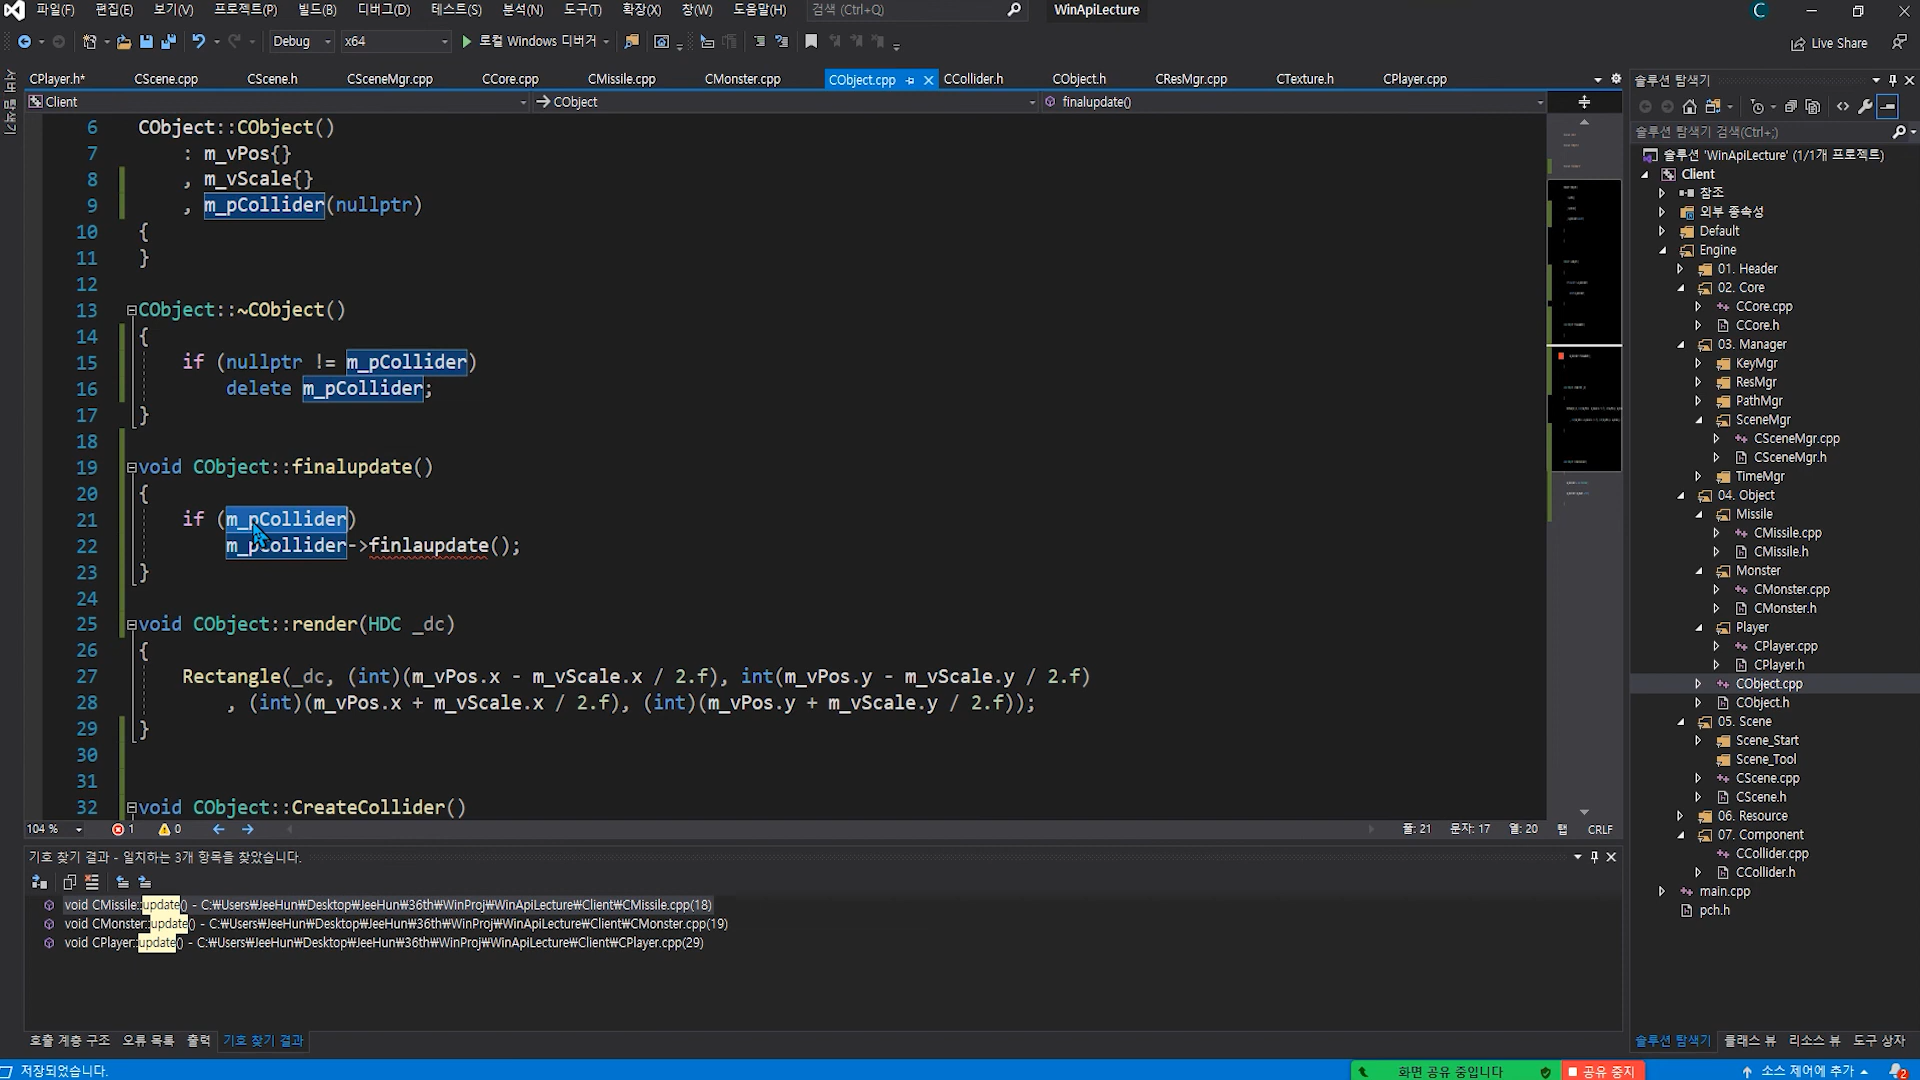 파일(F) 편집(E) 보기(V) 프로젝트(P) 빌드(B) 디버그(D) 테스트(S) 분석(N) 도구(T) 확장(X) 창(W) 도움말(H) 검색 (Ctrl+Q) WinApiLecture C
Debug x64 로컬 Windows 디버거 Live Share
CPlayer.h* CScene.cpp CScene.h CSceneMgr.cpp CCore.cpp CMissile.cpp CMonster.cpp CObject.cpp CCollider.h CObject.h CResMgr.cpp CTexture.h CPlayer.cpp
Client CObject finalupdate()
6 CObject::CObject()
7 : m_vPos{}
8 , m_vScale{}
9 , m_pCollider(nullptr)
10 {
11 }
12
13 CObject::~CObject()
14 {
15 if (nullptr != m_pCollider)
16 delete m_pCollider;
17 }
18
19 void CObject::finalupdate()
20 {
21 if (m_pCollider)
22 m_pCollider->finlaupdate();
23 }
24
25 void CObject::render(HDC _dc)
26 {
27 Rectangle(_dc, (int)(m_vPos.x - m_vScale.x / 2.f), int(m_vPos.y - m_vScale.y / 2.f)
28 , (int)(m_vPos.x + m_vScale.x / 2.f), (int)(m_vPos.y + m_vScale.y / 2.f));
29 }
30
31
32 void CObject::CreateCollider()
104 % 1 0 줄: 21 문자: 17 열: 20 탭 CRLF
기호 찾기 결과 - 일치하는 3개 항목을 찾았습니다.
void CMissile::update() - C:₩Users₩JeeHun₩Desktop₩JeeHun₩36th₩WinProj₩WinApiLecture₩Client₩CMissile.cpp(18)
void CMonster::update() - C:₩Users₩JeeHun₩Desktop₩JeeHun₩36th₩WinProj₩WinApiLecture₩Client₩CMonster.cpp(19)
void CPlayer::update() - C:₩Users₩JeeHun₩Desktop₩JeeHun₩36th₩WinProj₩WinApiLecture₩Client₩CPlayer.cpp(29)
호출 계층 구조 오류 목록 출력 기호 찾기 결과
솔루션 탐색기
솔루션 탐색기 검색(Ctrl+;)
솔루션 'WinApiLecture' (1/1개 프로젝트)
Client
참조
외부 종속성
Default
Engine
01. Header
02. Core
CCore.cpp
CCore.h
03. Manager
KeyMgr
ResMgr
PathMgr
SceneMgr
CSceneMgr.cpp
CSceneMgr.h
TimeMgr
04. Object
Missile
CMissile.cpp
CMissile.h
Monster
CMonster.cpp
CMonster.h
Player
CPlayer.cpp
CPlayer.h
CObject.cpp
CObject.h
05. Scene
Scene_Start
Scene_Tool
CScene.cpp
CScene.h
06. Resource
07. Component
CCollider.cpp
CCollider.h
main.cpp
pch.h
솔루션 탐색기 클래스 뷰 리소스 뷰 도구 상자
저장되었습니다. 화면 공유 중입니다 공유 중지 소스 제어에 추가 2